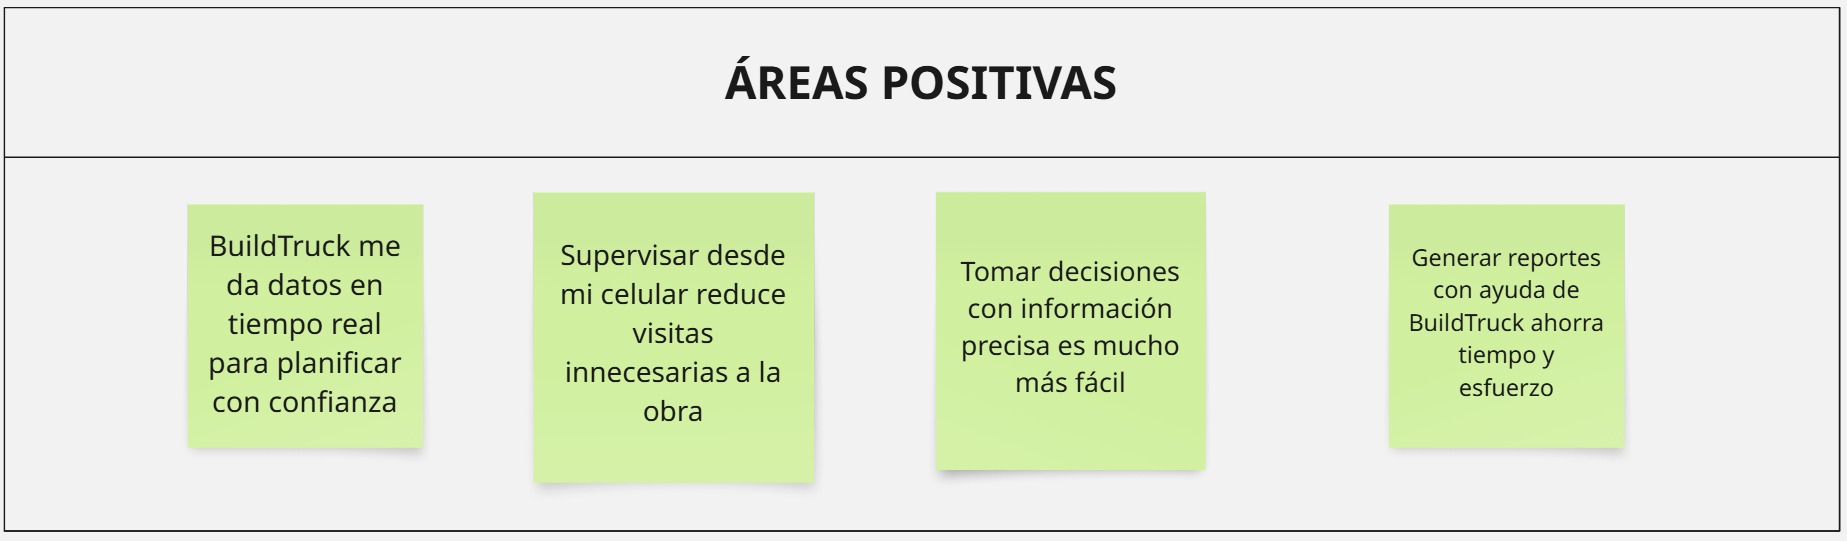 ÁREAS POSITIVAS
BuildTruck me
da datos en
tiempo real
para planificar
con confianza
Supervisar desde
mi celular reduce
visitas
innecesarias a la
obra
Tomar decisiones
con información
precisa es mucho
más fácil
Generar reportes
con ayuda de
BuildTruck ahorra
tiempo y
esfuerzo